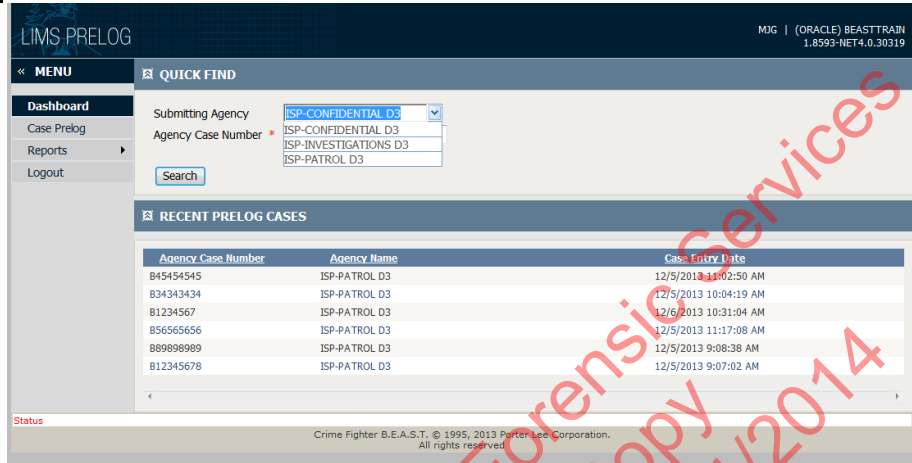 LIMS PRELOG
MJG | (ORACLE) BEASTTRAIN
1.8593-NET4.0.30319
« MENU
Dashboard
Case Prelog
Reports
Logout
QUICK FIND
Submitting Agency ISP-CONFIDENTIAL D3
Agency Case Number *
ISP-CONFIDENTIAL D3
ISP-INVESTIGATIONS D3
ISP-PATROL D3
Search
RECENT PRELOG CASES
Agency Case Number Agency Name Case Entry Date
B45454545 ISP-PATROL D3 12/5/2013 11:02:50 AM
B34343434 ISP-PATROL D3 12/5/2013 10:04:19 AM
B1234567 ISP-PATROL D3 12/6/2013 10:31:04 AM
B56565656 ISP-PATROL D3 12/5/2013 11:17:08 AM
B89898989 ISP-PATROL D3 12/5/2013 9:08:38 AM
B12345678 ISP-PATROL D3 12/5/2013 9:07:02 AM
Status
Crime Fighter B.E.A.S.T. © 1995, 2013 Porter Lee Corporation.
All rights reserved
Forensic Services
Copy
/2014